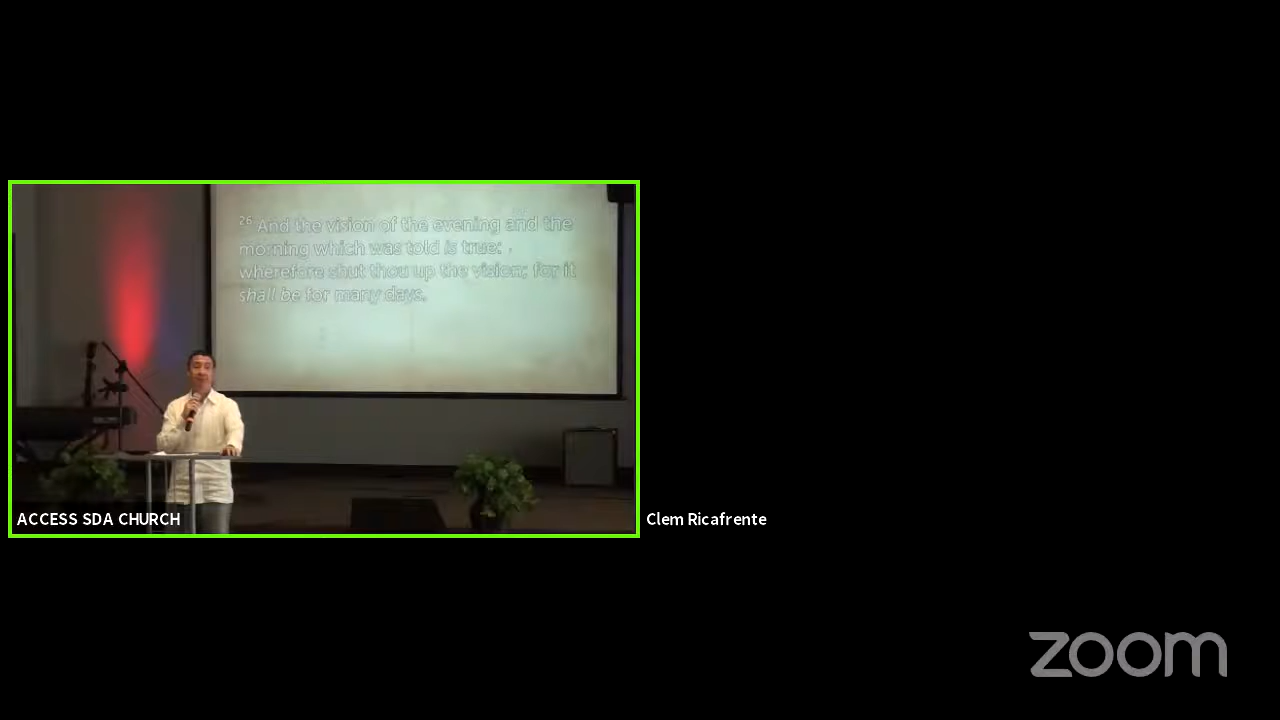 26 And the vision of the evening and the
morning which was told is true:
wherefore shut thou up the vision; for it
shall be for many days.
ACCESS SDA CHURCH
Clem Ricafrente
zoom